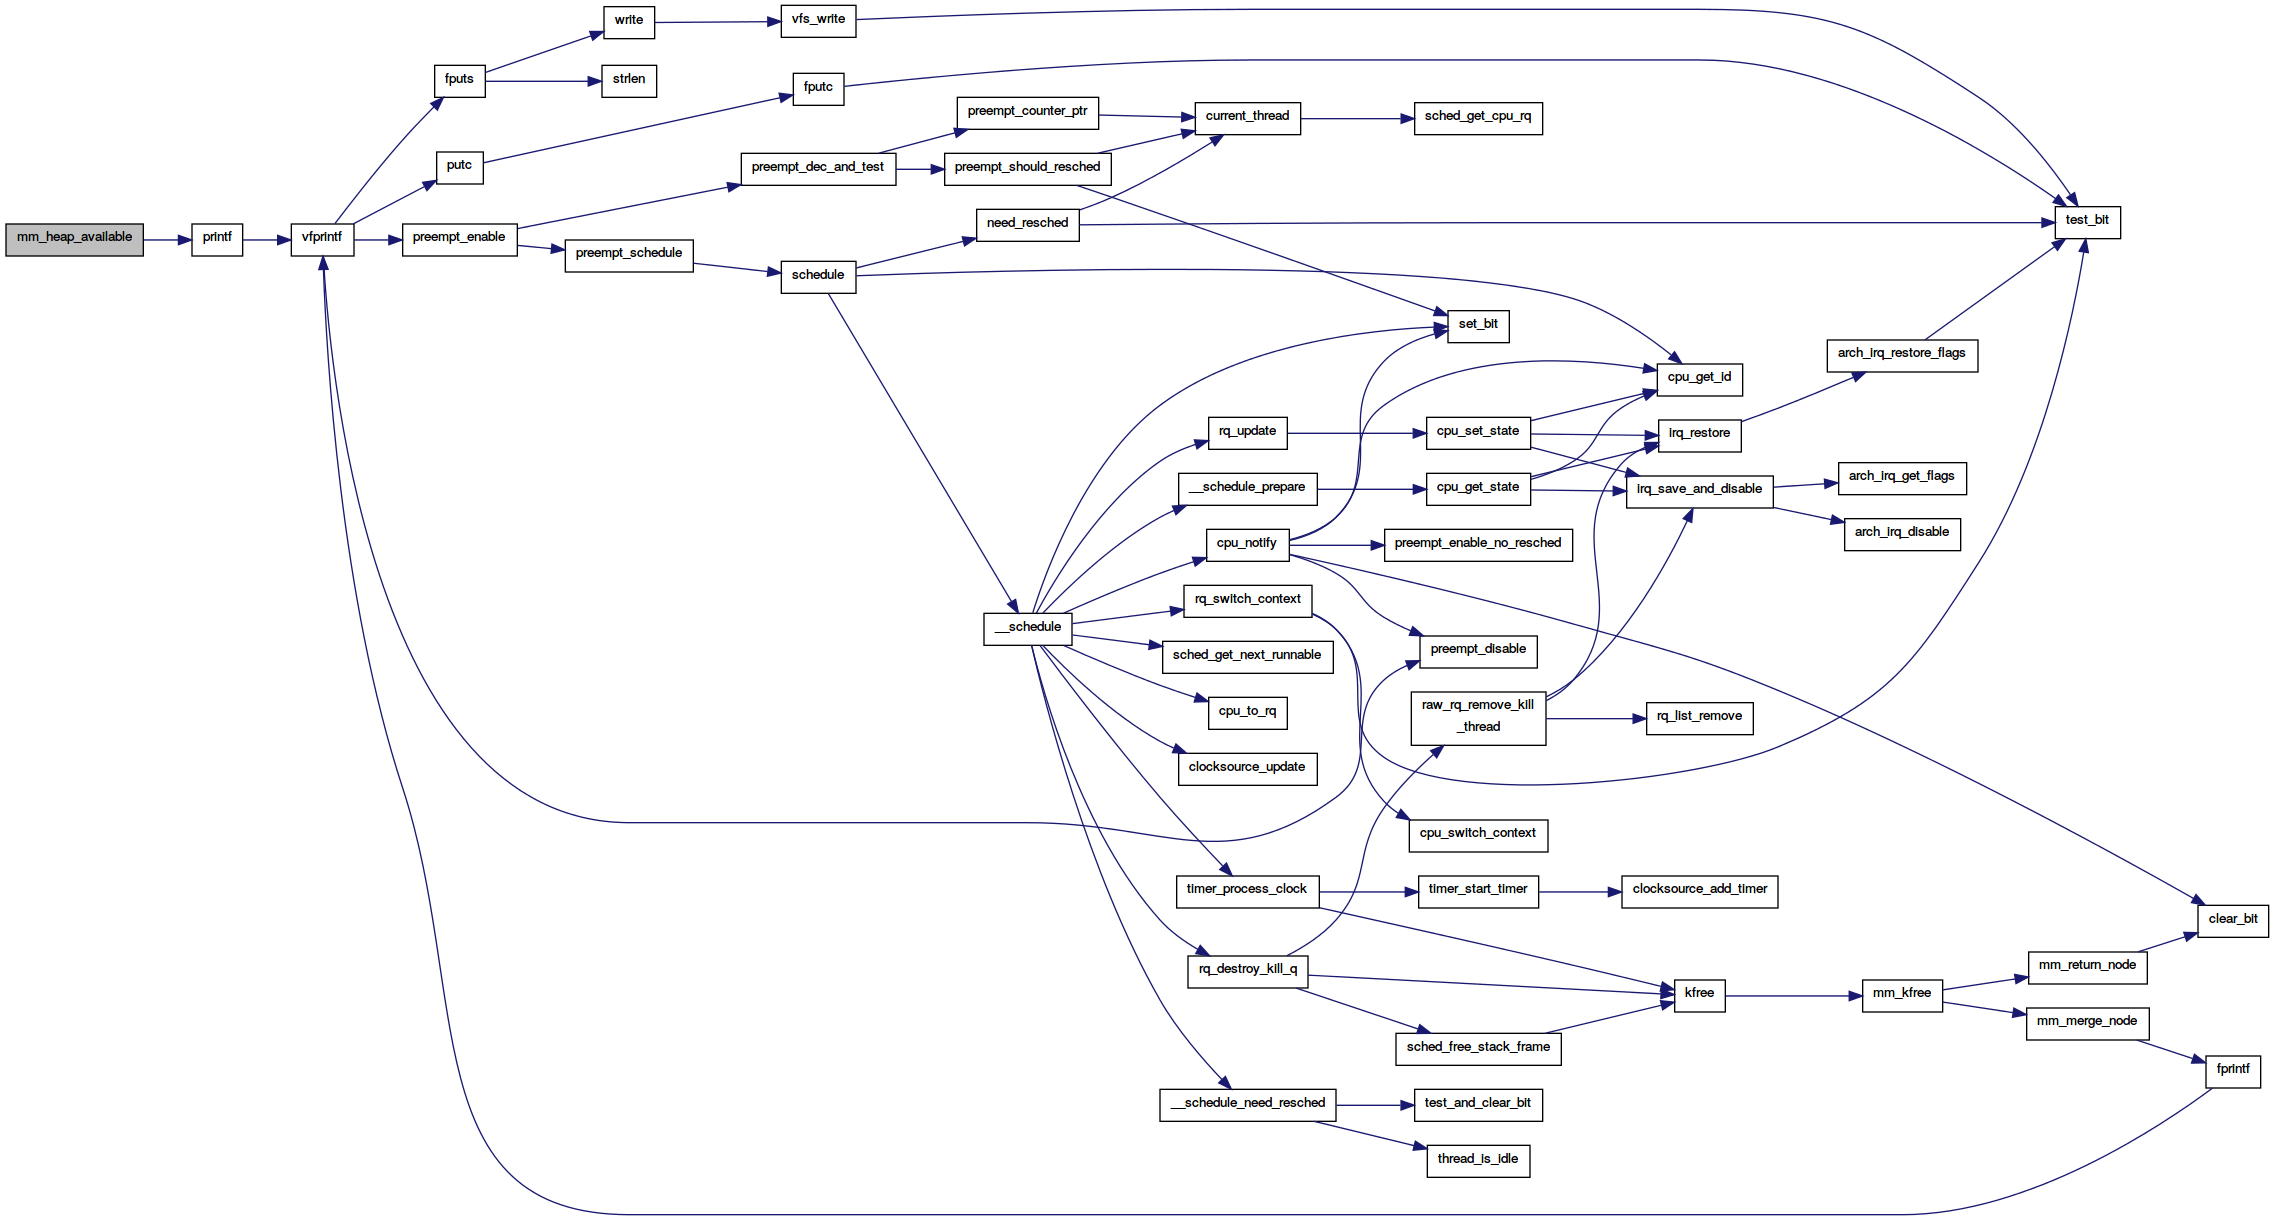 write
vfs_write
fputs
strlen
fputc
preempt_counter_ptr
current_thread
sched_get_cpu_rq
putc
preempt_dec_and_test
preempt_should_resched
mm_heap_available
printf
vfprintf
preempt_enable
preempt_schedule
need_resched
test_bit
schedule
set_bit
arch_irq_restore_flags
cpu_get_id
rq_update
cpu_set_state
irq_restore
__schedule_prepare
cpu_get_state
irq_save_and_disable
arch_irq_get_flags
arch_irq_disable
cpu_notify
preempt_enable_no_resched
rq_switch_context
__schedule
sched_get_next_runnable
preempt_disable
cpu_to_rq
raw_rq_remove_kill
_thread
rq_list_remove
clocksource_update
cpu_switch_context
timer_process_clock
timer_start_timer
clocksource_add_timer
clear_bit
rq_destroy_kill_q
kfree
mm_kfree
mm_return_node
mm_merge_node
sched_free_stack_frame
fprintf
__schedule_need_resched
test_and_clear_bit
thread_is_idle